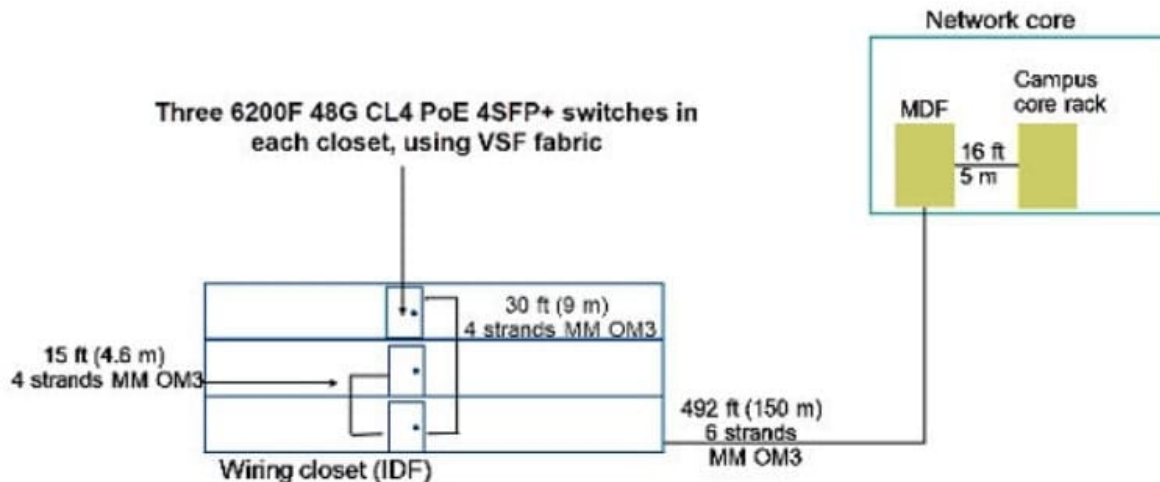 Network core
Three 6200F 48G CL4 PoE 4SFP+ switches in
each closet, using VSF fabric
MDF
Campus
core rack
16 ft
5 m
30 ft (9 m)
4 strands MM OM3
15 ft (4.6 m)
4 strands MM OM3
492 ft (150 m)
6 strands
MM OM3
Wiring closet (IDF)